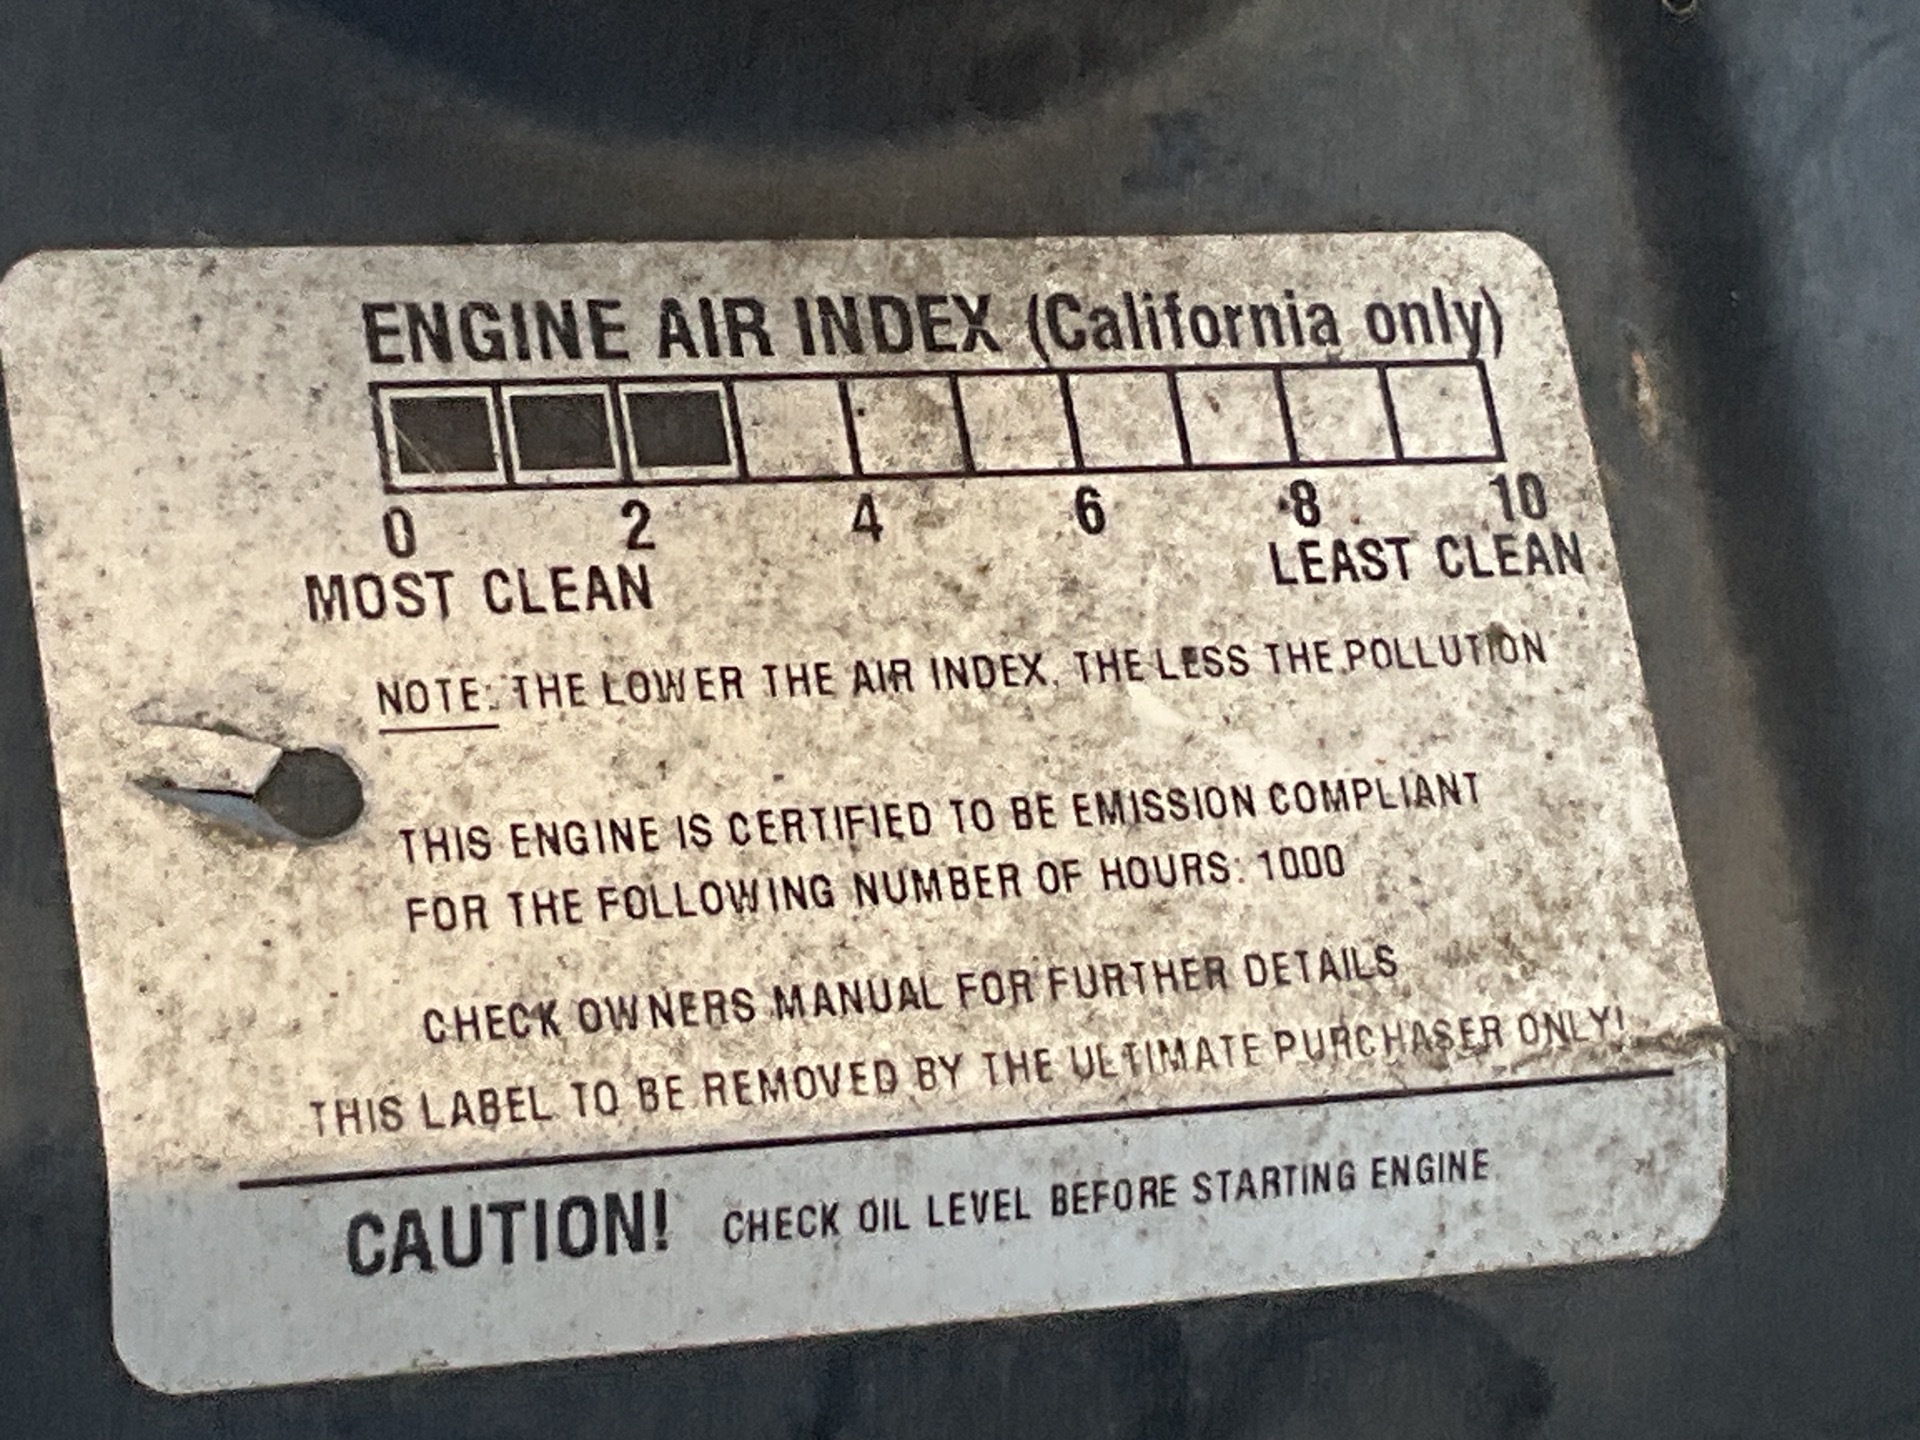 ENGINE AIR INDEX (California only)
0 2 4 6 8 10
MOST CLEAN LEAST CLEAN
NOTE: THE LOWER THE AIR INDEX, THE LESS THE POLLUTION
THIS ENGINE IS CERTIFIED TO BE EMISSION COMPLIANT
FOR THE FOLLOWING NUMBER OF HOURS: 1000
CHECK OWNERS MANUAL FOR FURTHER DETAILS
THIS LABEL TO BE REMOVED BY THE ULTIMATE PURCHASER ONLY!
CAUTION! CHECK OIL LEVEL BEFORE STARTING ENGINE